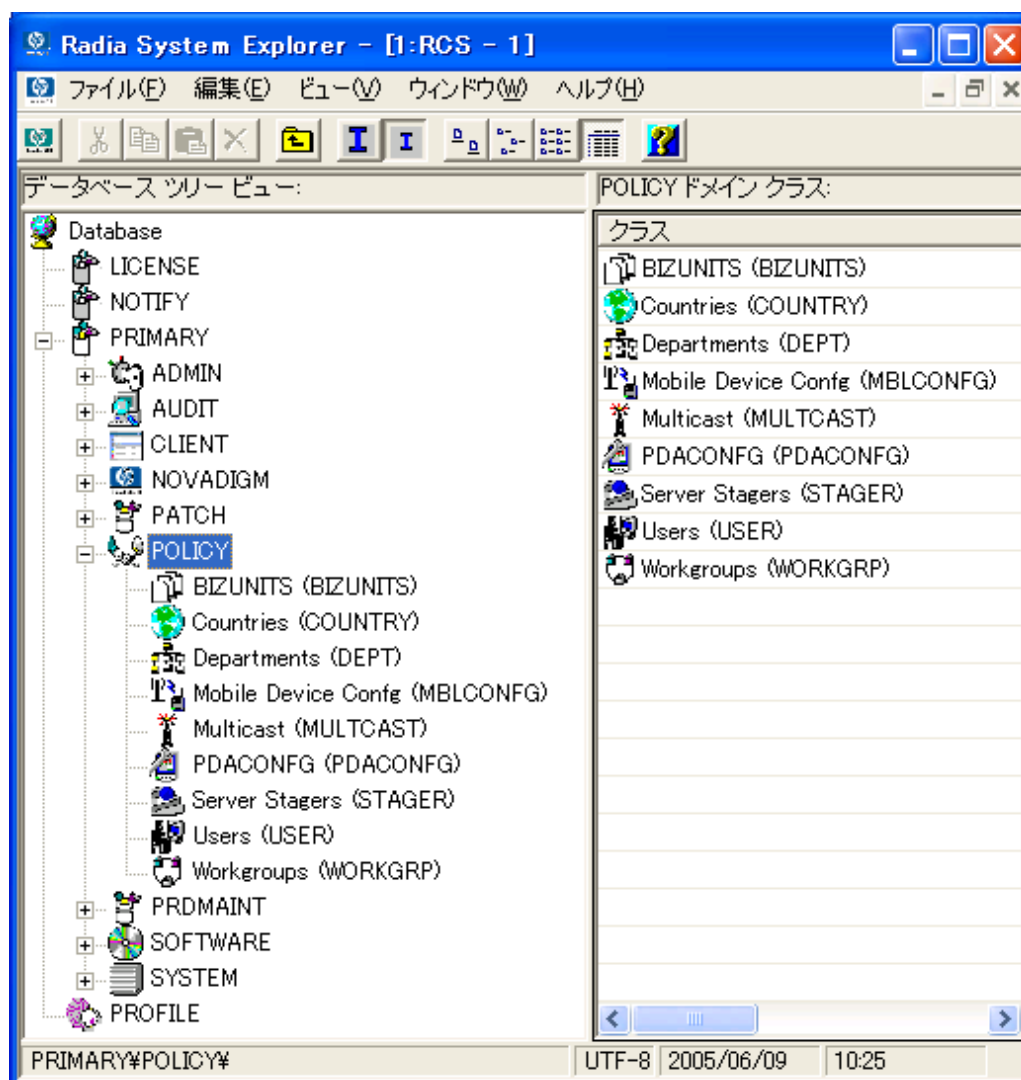 Radia System Explorer - [1:RCS - 1]
ファイル(F) 編集(E) ビュー(V) ウィンドウ(W) ヘルプ(H)
データベース ツリー ビュー:
Database
LICENSE
NOTIFY
PRIMARY
ADMIN
AUDIT
CLIENT
NOVADIGM
PATCH
POLICY
BIZUNITS (BIZUNITS)
Countries (COUNTRY)
Departments (DEPT)
Mobile Device Confg (MBLCONFG)
Multicast (MULTCAST)
PDACONFG (PDACONFG)
Server Stagers (STAGER)
Users (USER)
Workgroups (WORKGRP)
PRDMAINT
SOFTWARE
SYSTEM
PROFILE
POLICY ドメイン クラス:
クラス
BIZUNITS (BIZUNITS)
Countries (COUNTRY)
Departments (DEPT)
Mobile Device Confg (MBLCONFG)
Multicast (MULTCAST)
PDACONFG (PDACONFG)
Server Stagers (STAGER)
Users (USER)
Workgroups (WORKGRP)
PRIMARY¥POLICY¥ UTF-8 2005/06/09 10:25